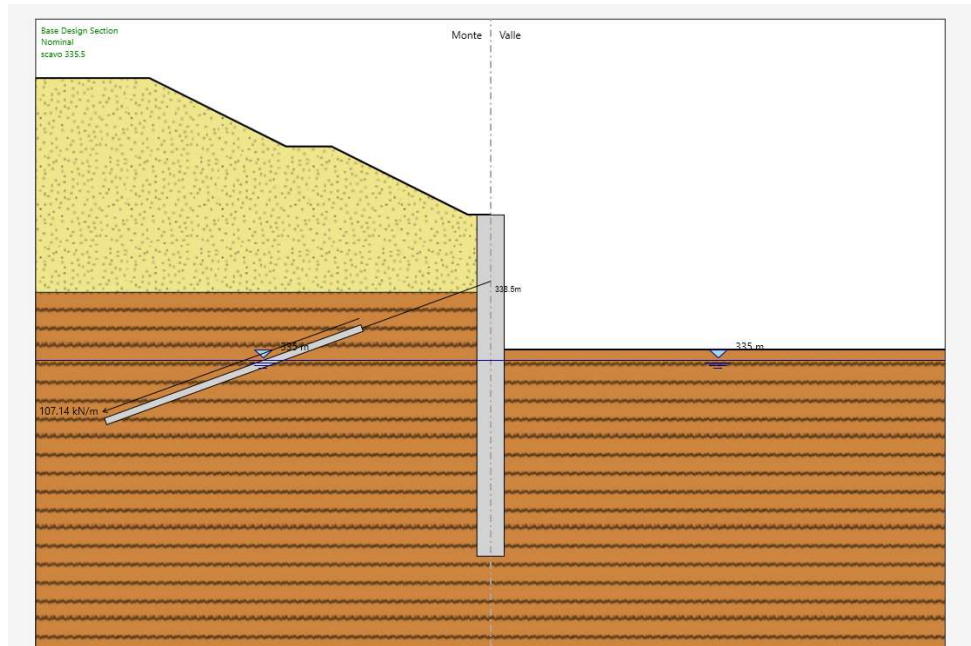 Base Design Section
Nominal
scavo 335.5
Monte
Valle
338.5m
335 m
335 m
107.14 kN/m